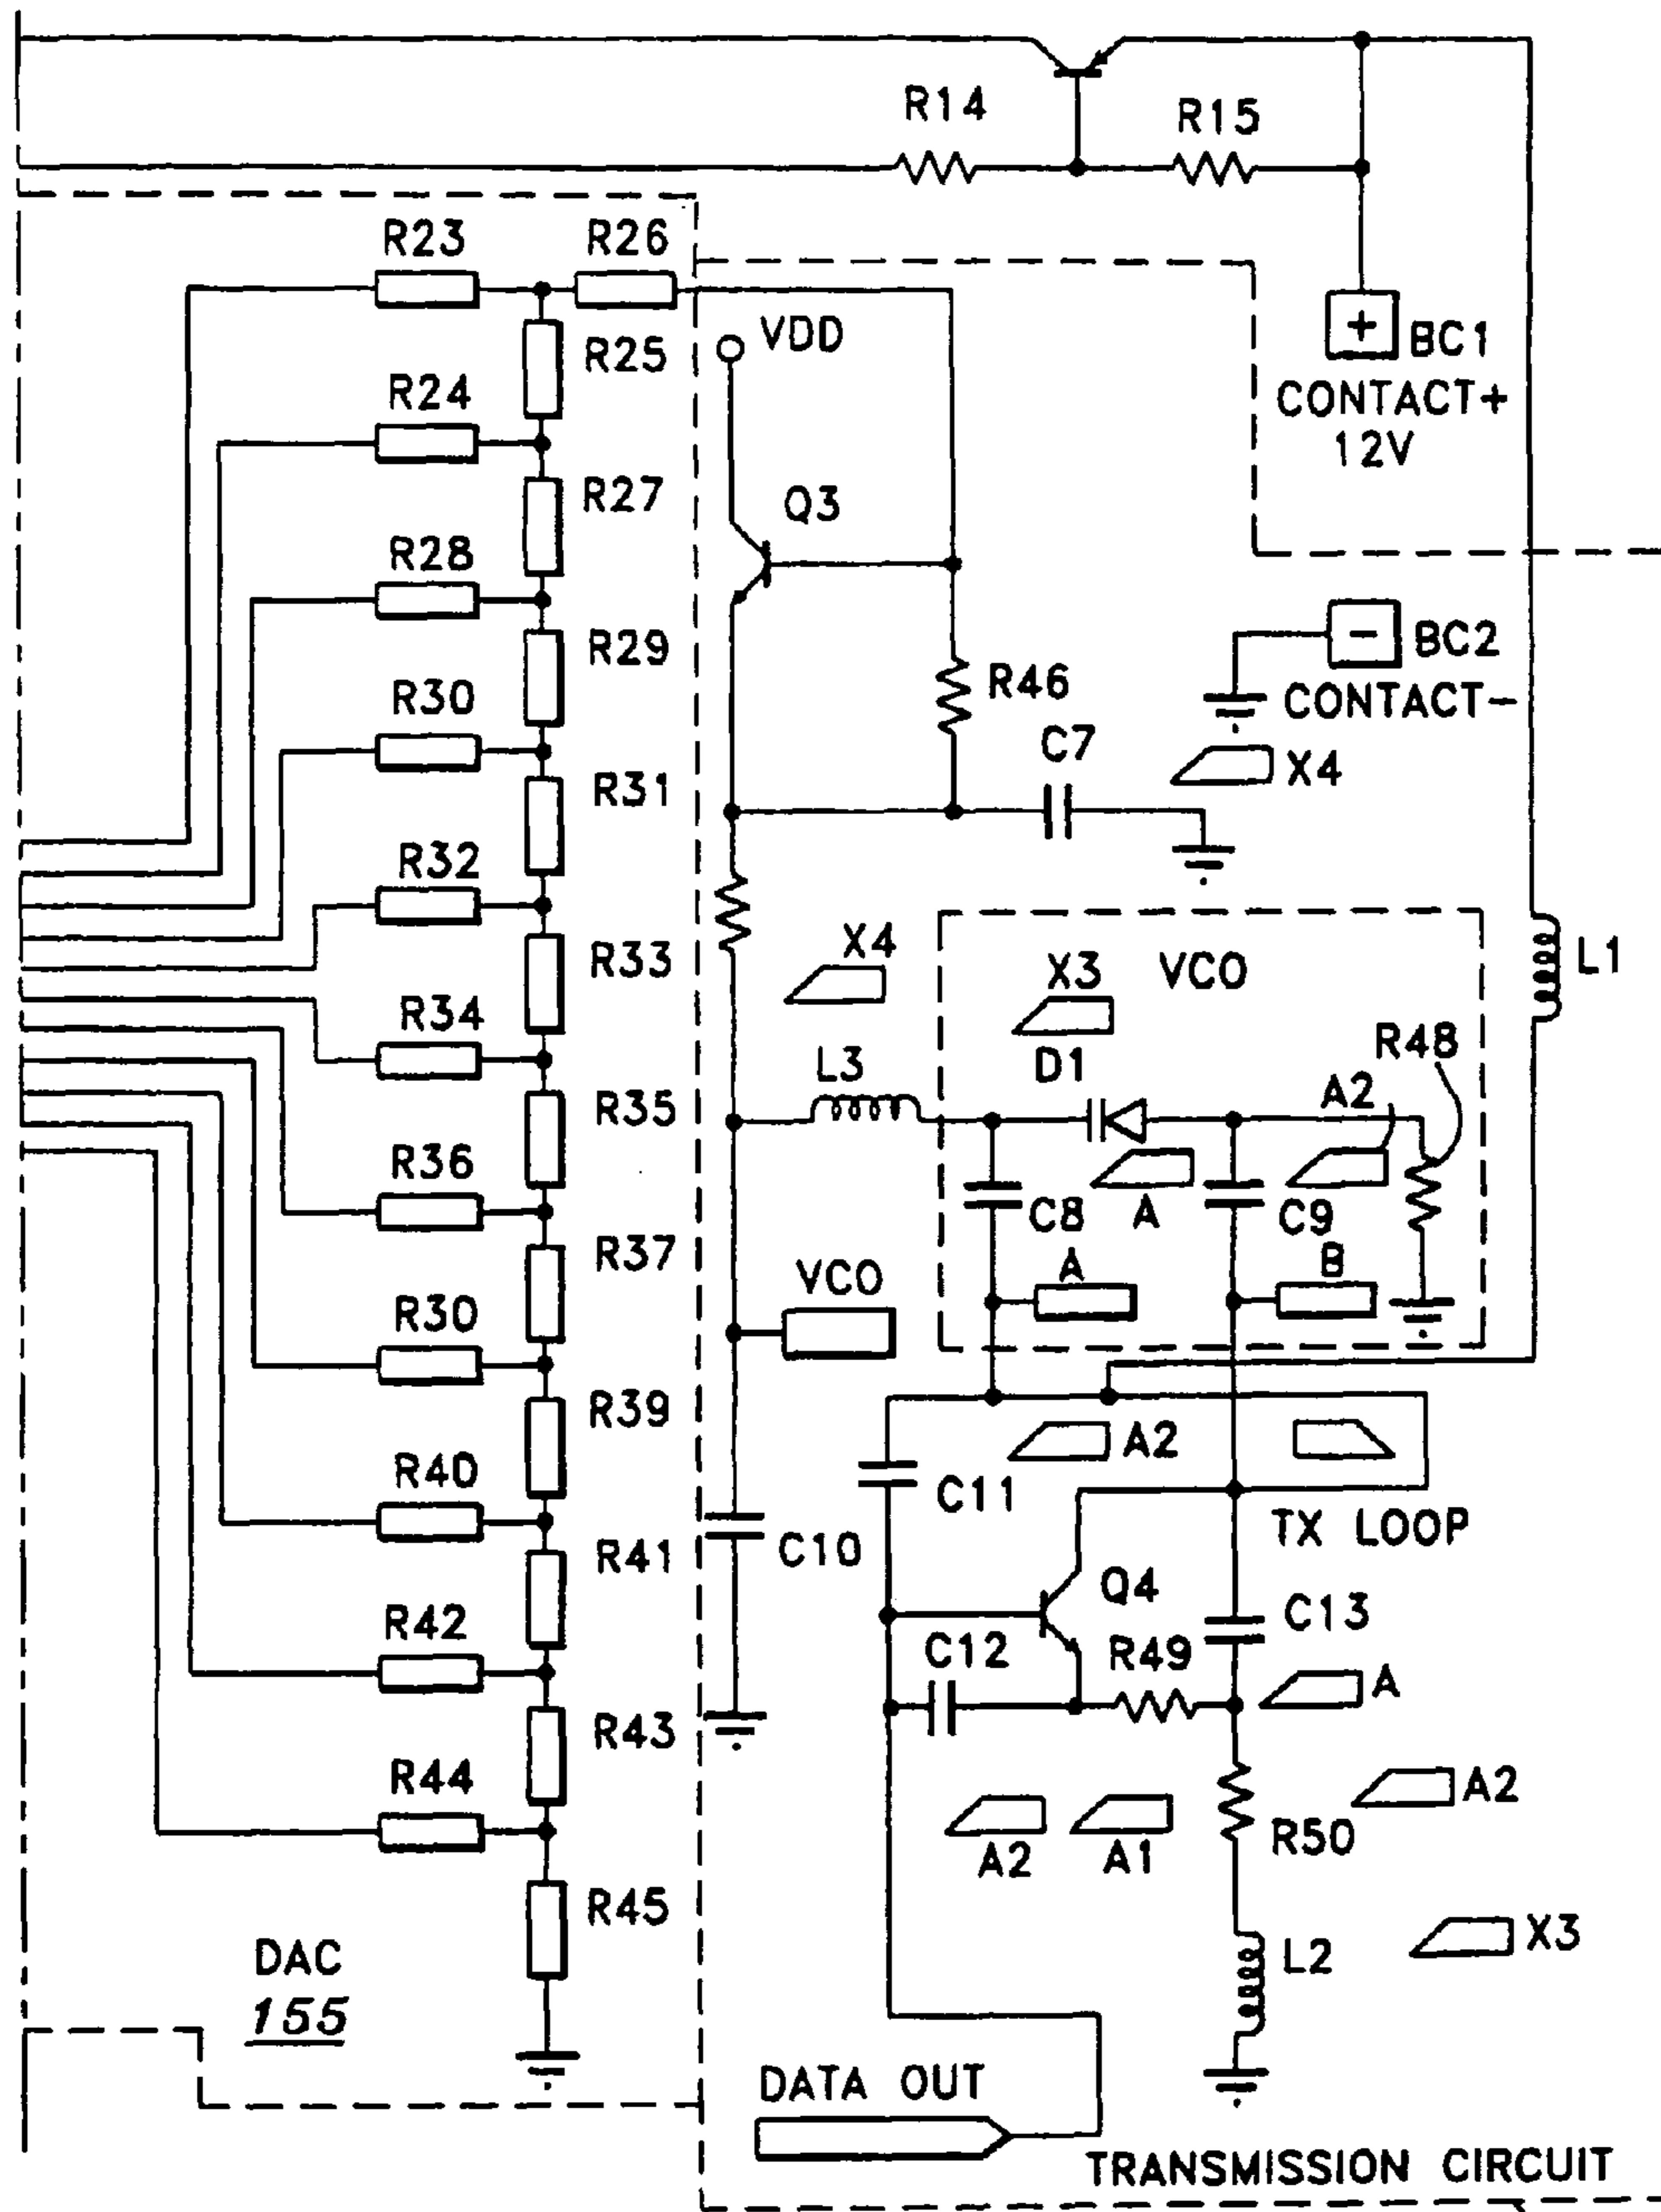 R14
R15
R23
R26
VDD
R25
BC1
R24
CONTACT+
12V
R27
Q3
R28
R29
BC2
R30
R46
CONTACT-
C7
X4
R31
R32
X4
X3
VCO
R33
L1
R34
L3
D1
R48
A2
R35
R36
C8
A
C9
R37
VCO
A
B
R30
R39
A2
R40
C11
TX LOOP
R41
C10
Q4
R42
C12
R49
C13
A
R43
R44
A2
A2
A1
R50
R45
X3
DAC
155
L2
DATA OUT
TRANSMISSION CIRCUIT